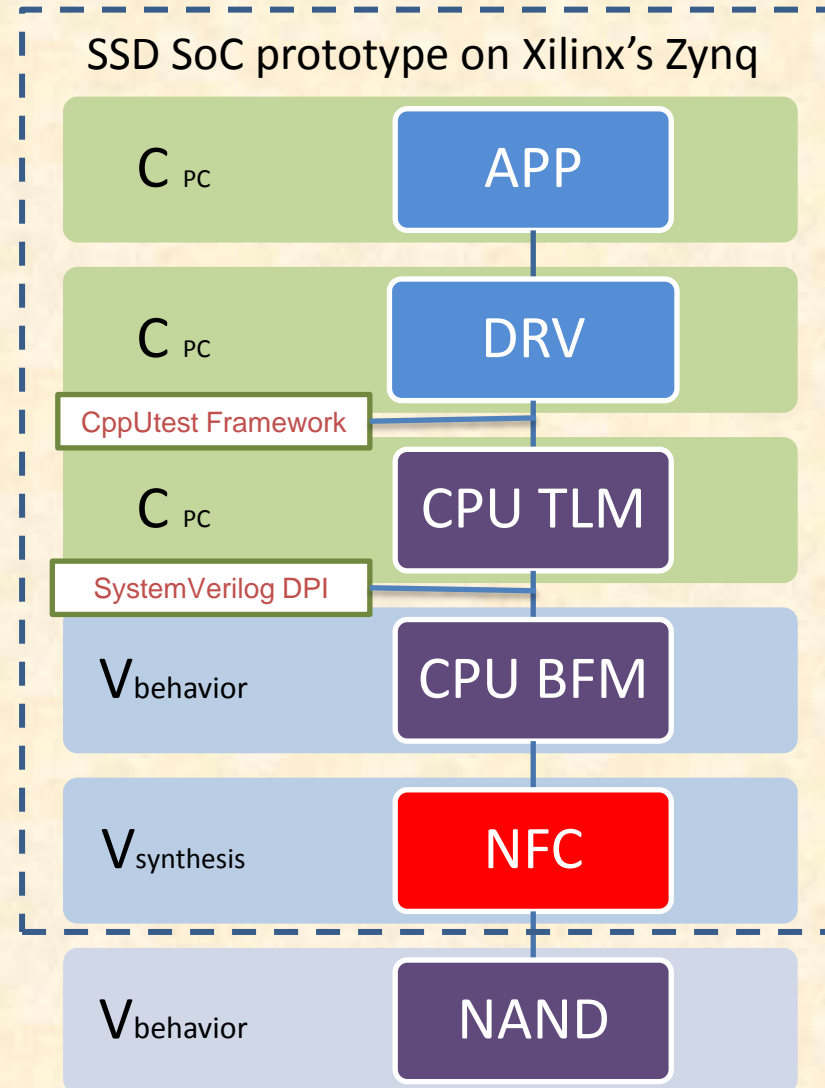 SSD SoC prototype on Xilinx's Zynq
C PC
APP
C PC
DRV
CppUtest Framework
C PC
CPU TLM
SystemVerilog DPI
Vbehavior
CPU BFM
Vsynthesis
NFC
Vbehavior
NAND